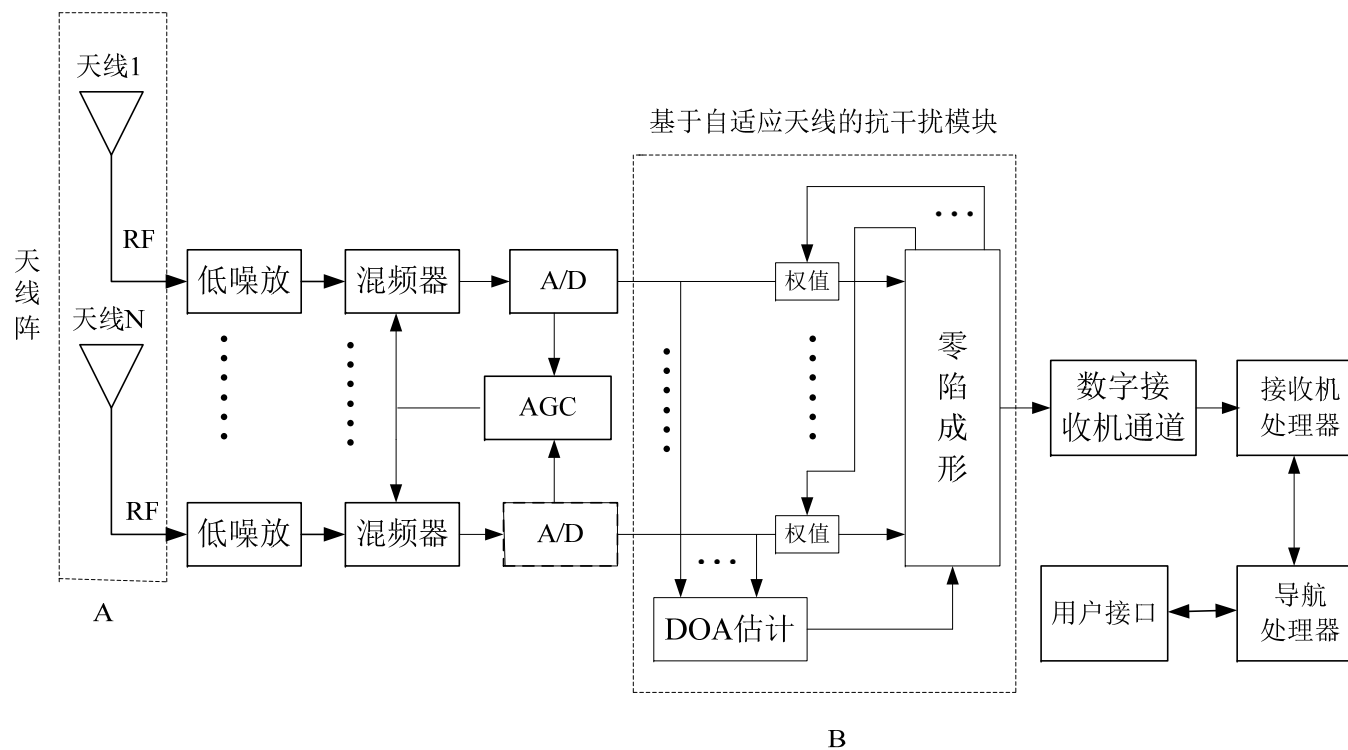 天线1
基于自适应天线的抗干扰模块
天线阵
RF
低噪放
混频器
A/D
权值
天线N
AGC
零陷成形
数字接
收机通道
接收机
处理器
RF
低噪放
混频器
A/D
权值
DOA估计
用户接口
导航
处理器
A
B